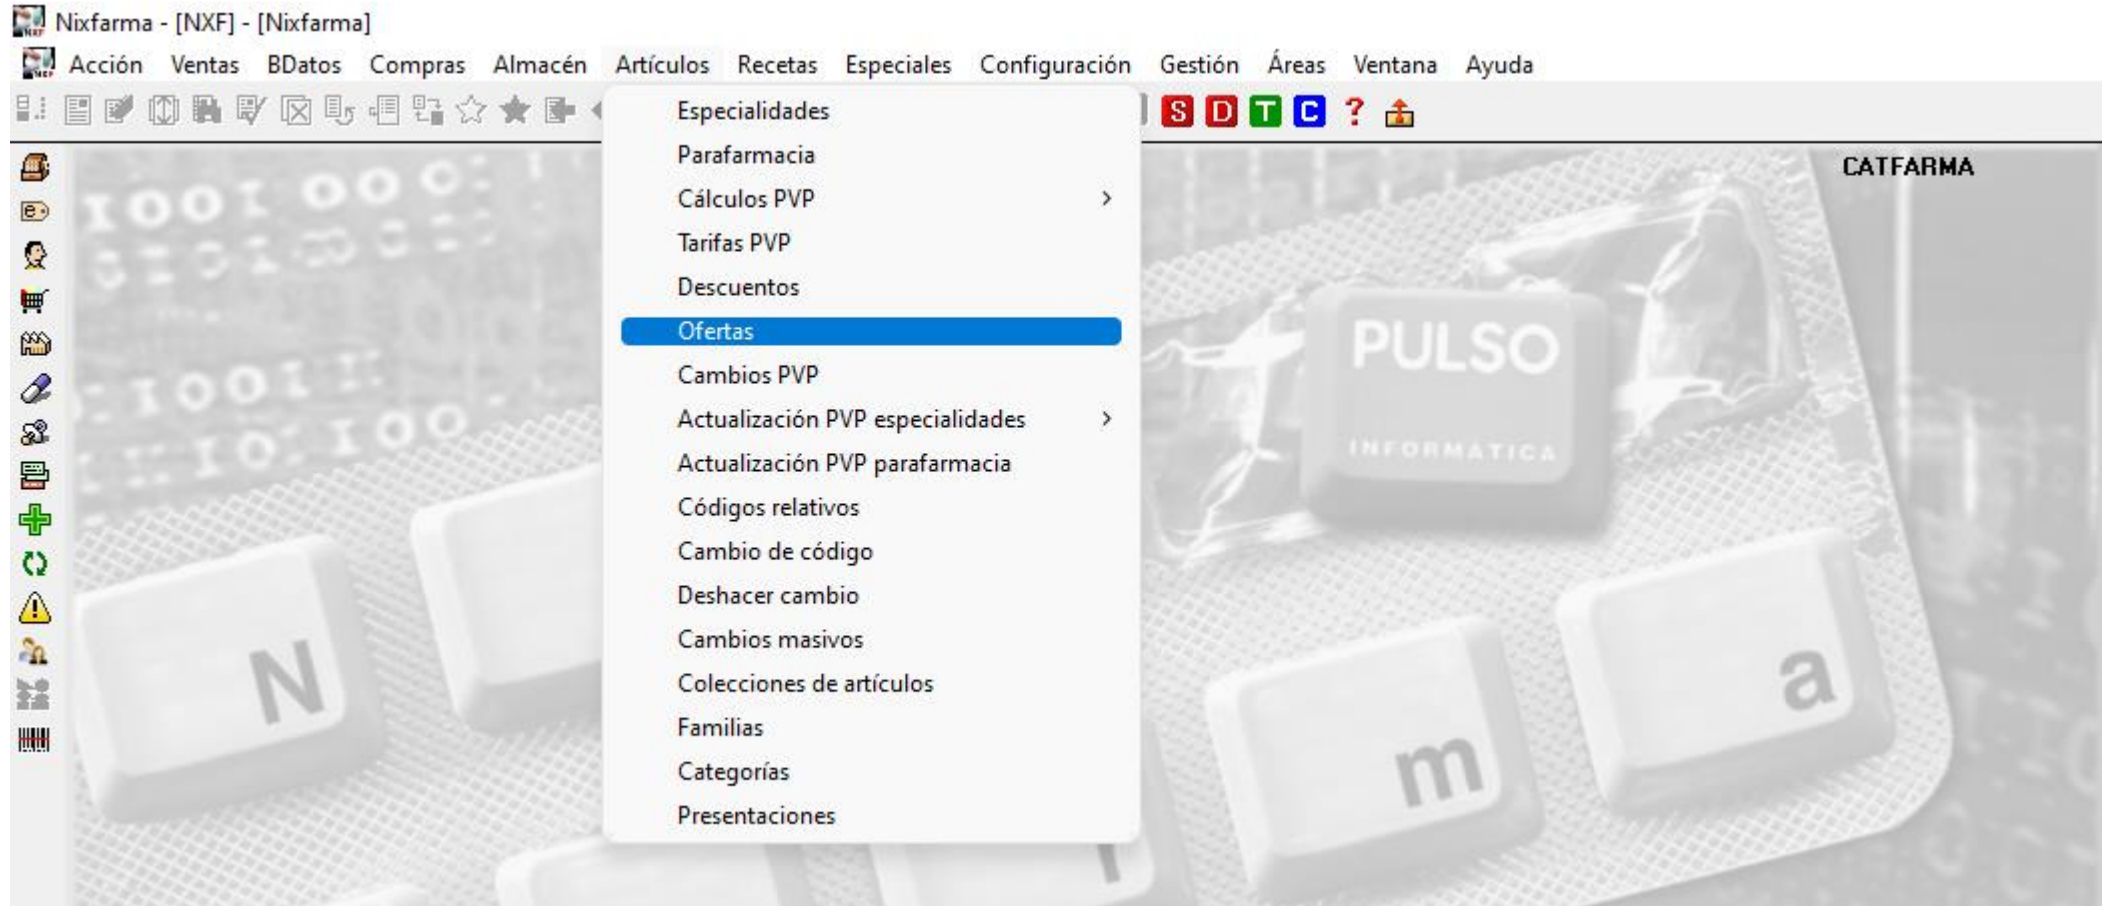 Nixfarma - [NXF] - [Nixfarma]
Acción Ventas BDatos Compras Almacén Artículos Recetas Especiales Configuración Gestión Áreas Ventana Ayuda
S D T C ?
CATFARMA
Especialidades
Parafarmacia
Cálculos PVP
Tarifas PVP
Descuentos
Ofertas
Cambios PVP
Actualización PVP especialidades
Actualización PVP parafarmacia
Códigos relativos
Cambio de código
Deshacer cambio
Cambios masivos
Colecciones de artículos
Familias
Categorías
Presentaciones
PULSO
INFORMÁTICA
N
m
a